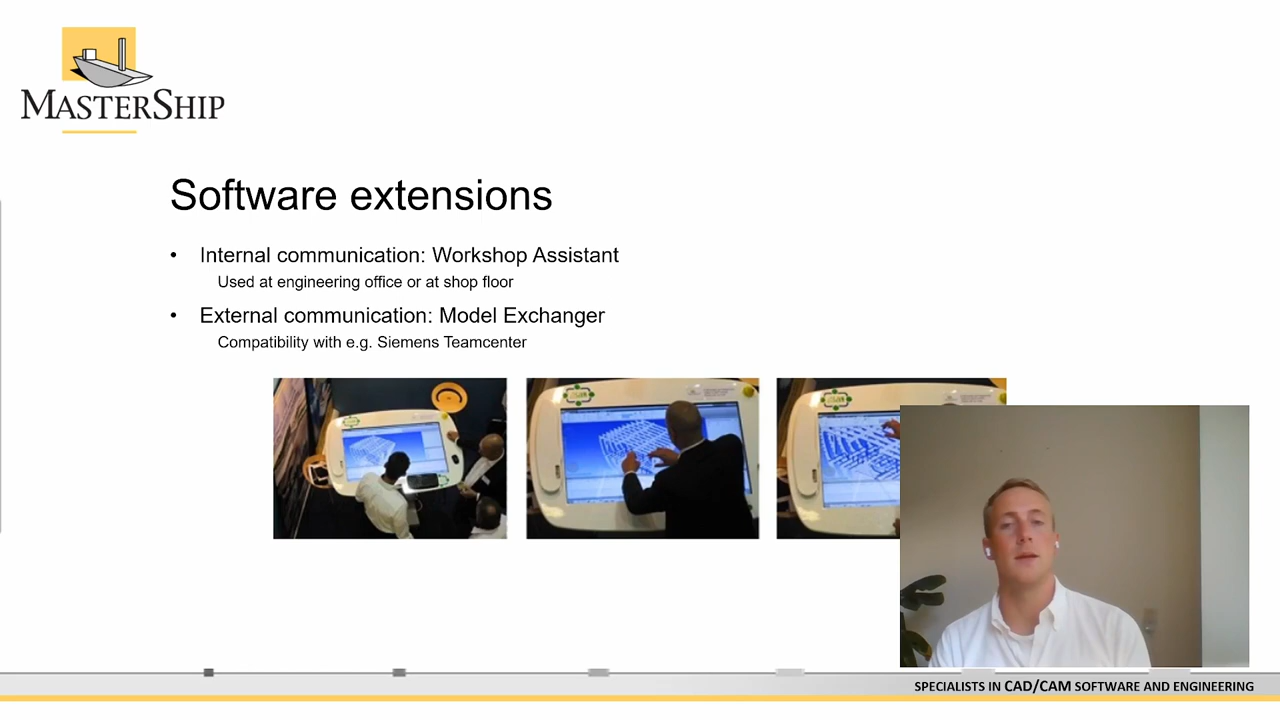 MASTERSHIP
Software extensions
• Internal communication: Workshop Assistant
Used at engineering office or at shop floor
• External communication: Model Exchanger
Compatibility with e.g. Siemens Teamcenter
SPECIALISTS IN CAD/CAM SOFTWARE AND ENGINEERING